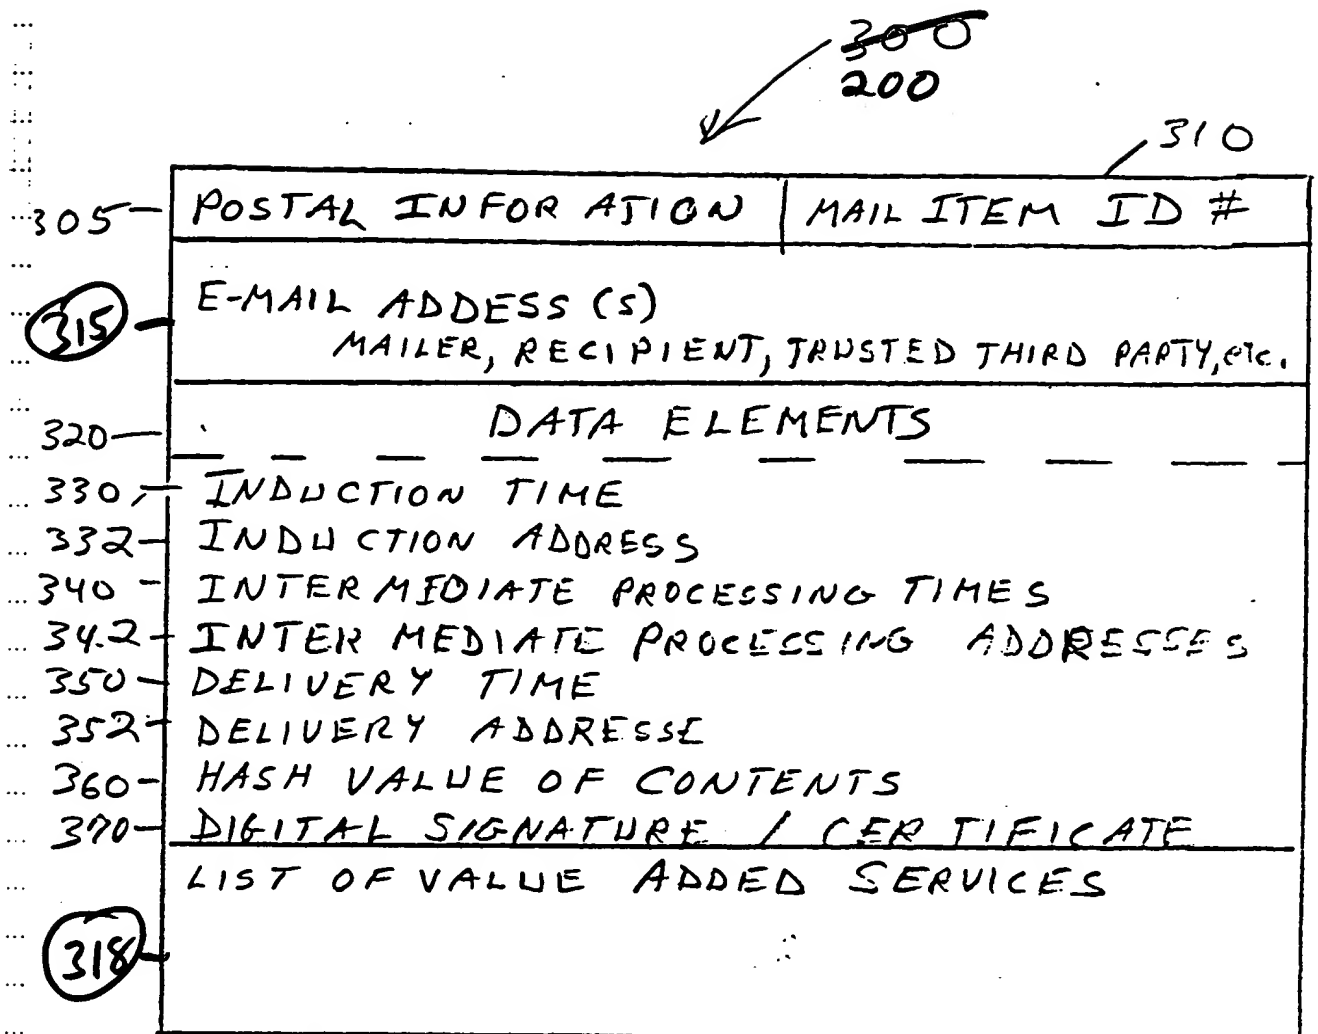 300
200
310
305 POSTAL INFOR ATION MAIL ITEM ID #
315 E-MAIL ADDESS (S)
MAILER, RECIPIENT, TRUSTED THIRD PARTY, etc.
320 DATA ELEMENTS
330 INDUCTION TIME
332 INDUCTION ADDRESS
340 INTERMEDIATE PROCESSING TIMES
342 INTERMEDIATE PROCESSING ADDRESSES
350 DELIVERY TIME
352 DELIVERY ADDRESSE
360 HASH VALUE OF CONTENTS
370 DIGITAL SIGNATURE / CERTIFICATE
LIST OF VALUE ADDED SERVICES
318